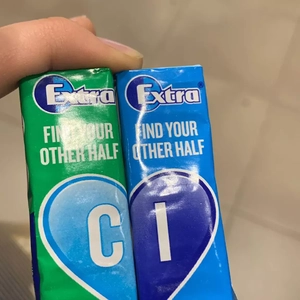 Extra
FIND YOUR
OTHER HALF
C
Extra
FIND YOUR
OTHER HALF
I